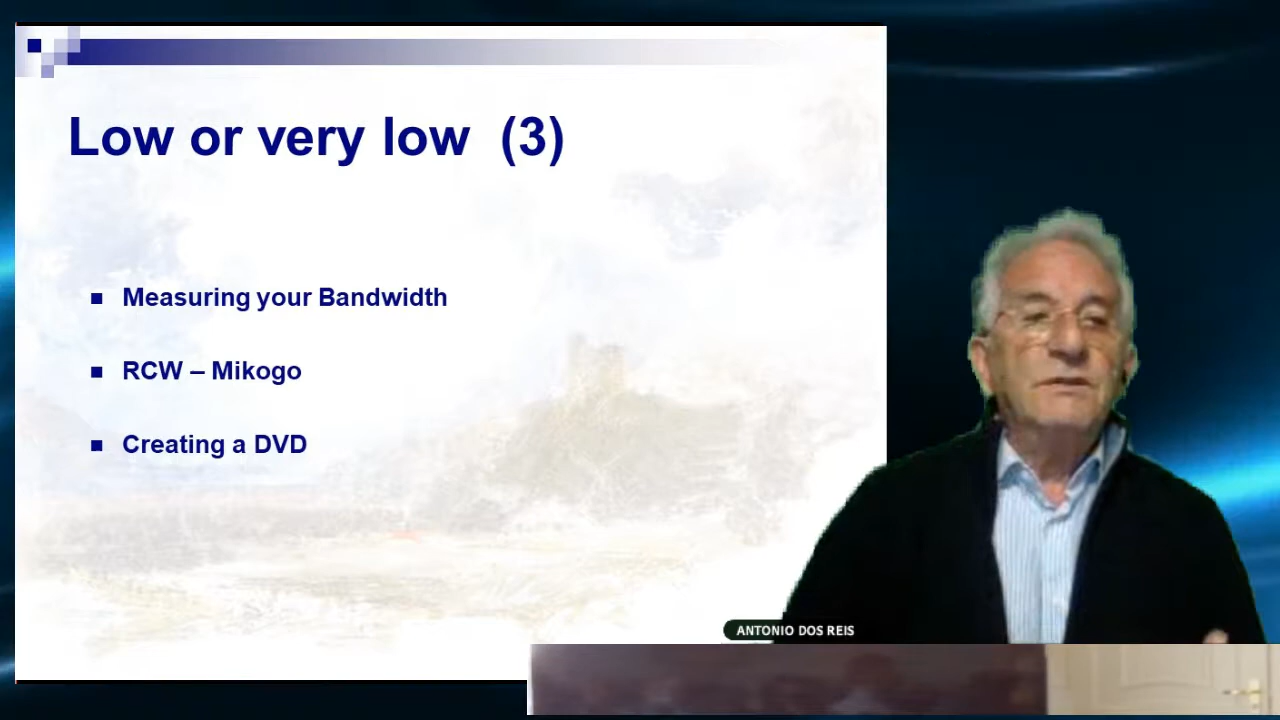 Low or very low (3)
Measuring your Bandwidth
RCW – Mikogo
Creating a DVD
ANTONIO DOS REIS